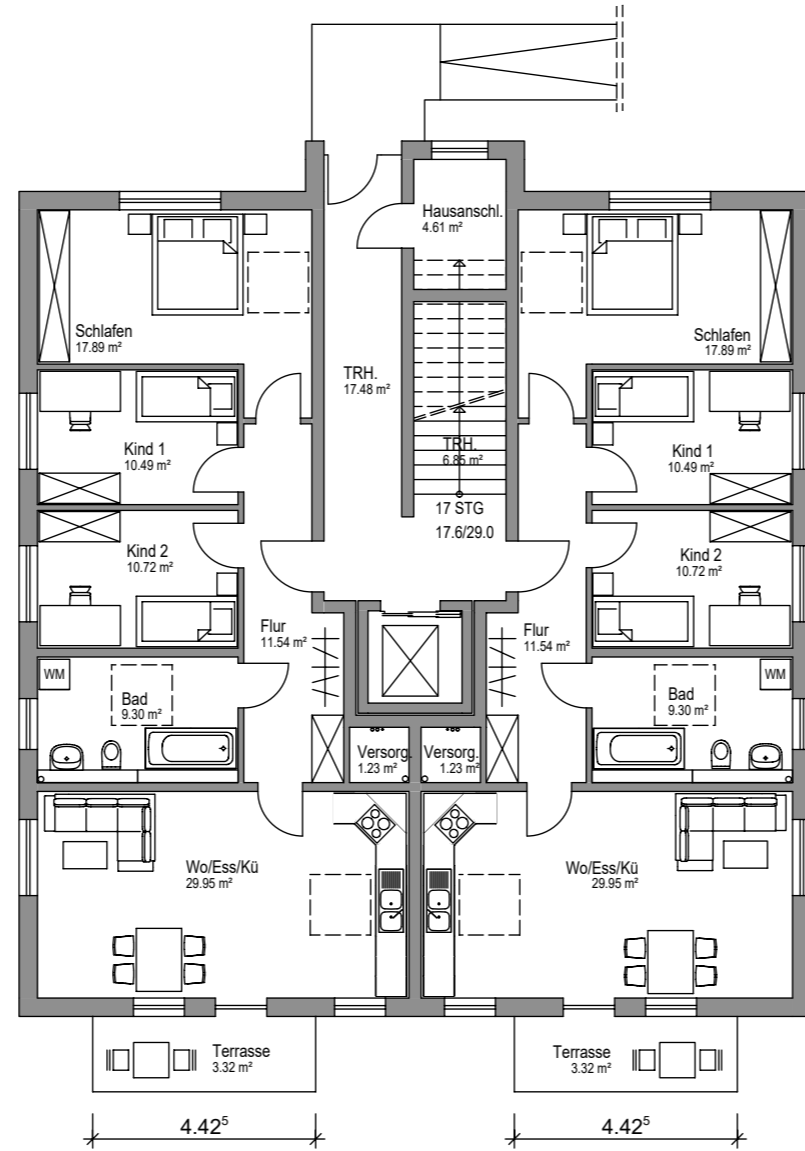 Hausanschl.
4.61 m²
Schlafen
17.89 m²
Schlafen
17.89 m²
TRH.
17.48 m²
Kind 1
10.49 m²
TRH.
6.85 m²
Kind 1
10.49 m²
17 STG
17.6/29.0
Kind 2
10.72 m²
Kind 2
10.72 m²
Flur
11.54 m²
Flur
11.54 m²
WM
Bad
9.30 m²
Bad
9.30 m²
WM
Versorg.
1.23 m²
Versorg.
1.23 m²
Wo/Ess/Kü
29.95 m²
Wo/Ess/Kü
29.95 m²
Terrasse
3.32 m²
Terrasse
3.32 m²
4.42⁵
4.42⁵